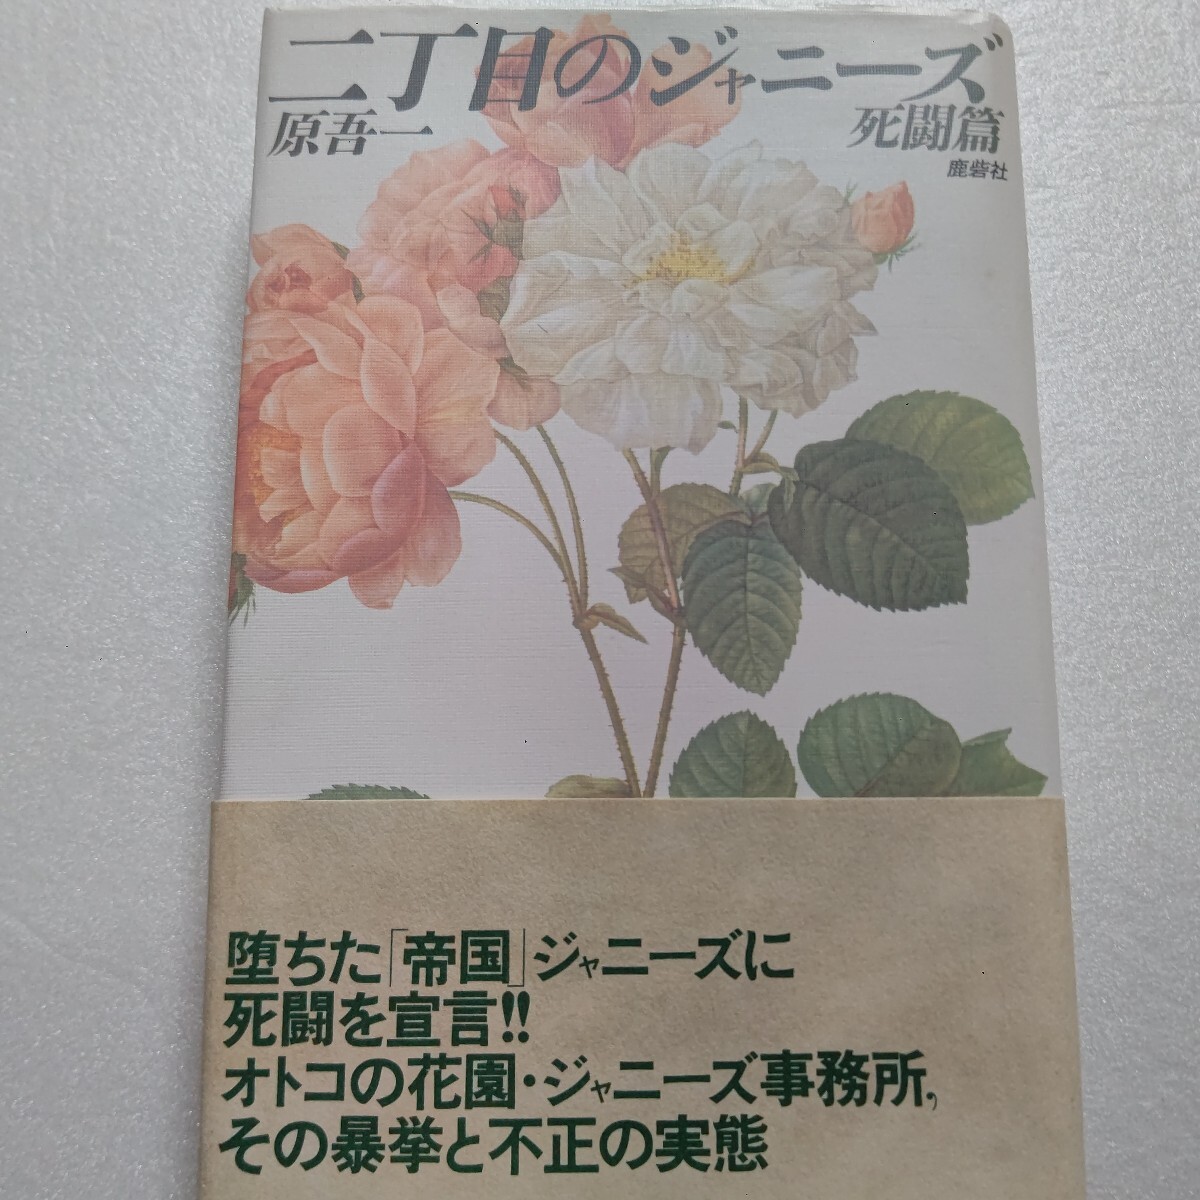 二丁目のジャニーズ
原吾一
死闘篇
鹿砦社
堕ちた「帝国」ジャニーズに
死闘を宣言!!
オトコの花園・ジャニーズ事務所,
その暴挙と不正の実態